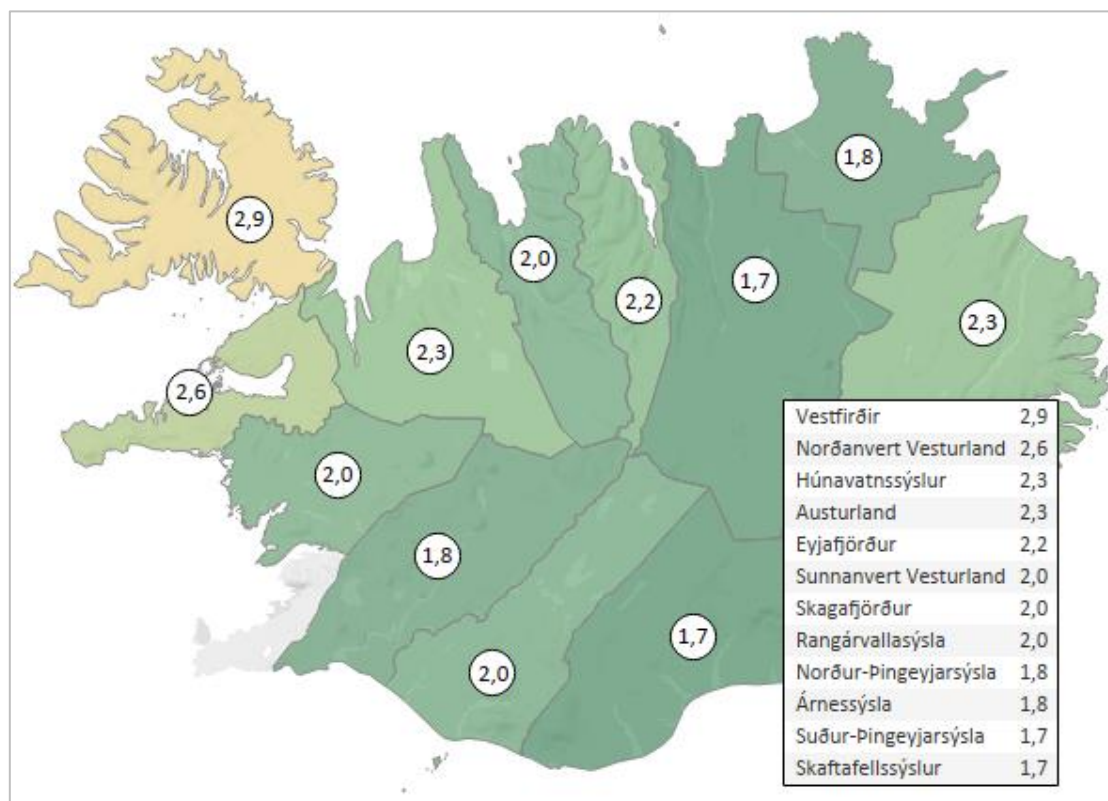 1,8
2,9
2,0
1,7
2,2
2,3
2,3
2,6
2,0
1,8
1,7
2,0
Vestfirðir 2,9
Norðanvert Vesturland 2,6
Húnavatnssýslur 2,3
Austurland 2,3
Eyjafjörður 2,2
Sunnanvert Vesturland 2,0
Skagafjörður 2,0
Rangárvallasýsla 2,0
Norður-Þingeyjarsýsla 1,8
Árnessýsla 1,8
Suður-Þingeyjarsýsla 1,7
Skaftafellssýslur 1,7